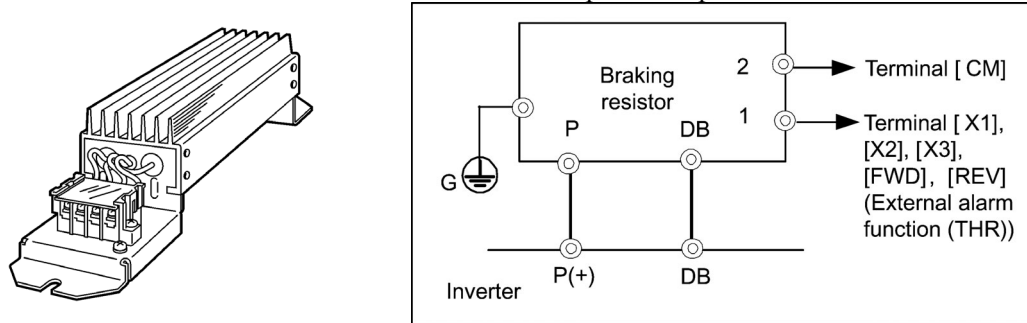 Braking
resistor
2
Terminal [ CM]
1
Terminal [ X1],
[X2], [X3],
[FWD], [REV]
(External alarm
function (THR))
P
DB
G
P(+)
DB
Inverter